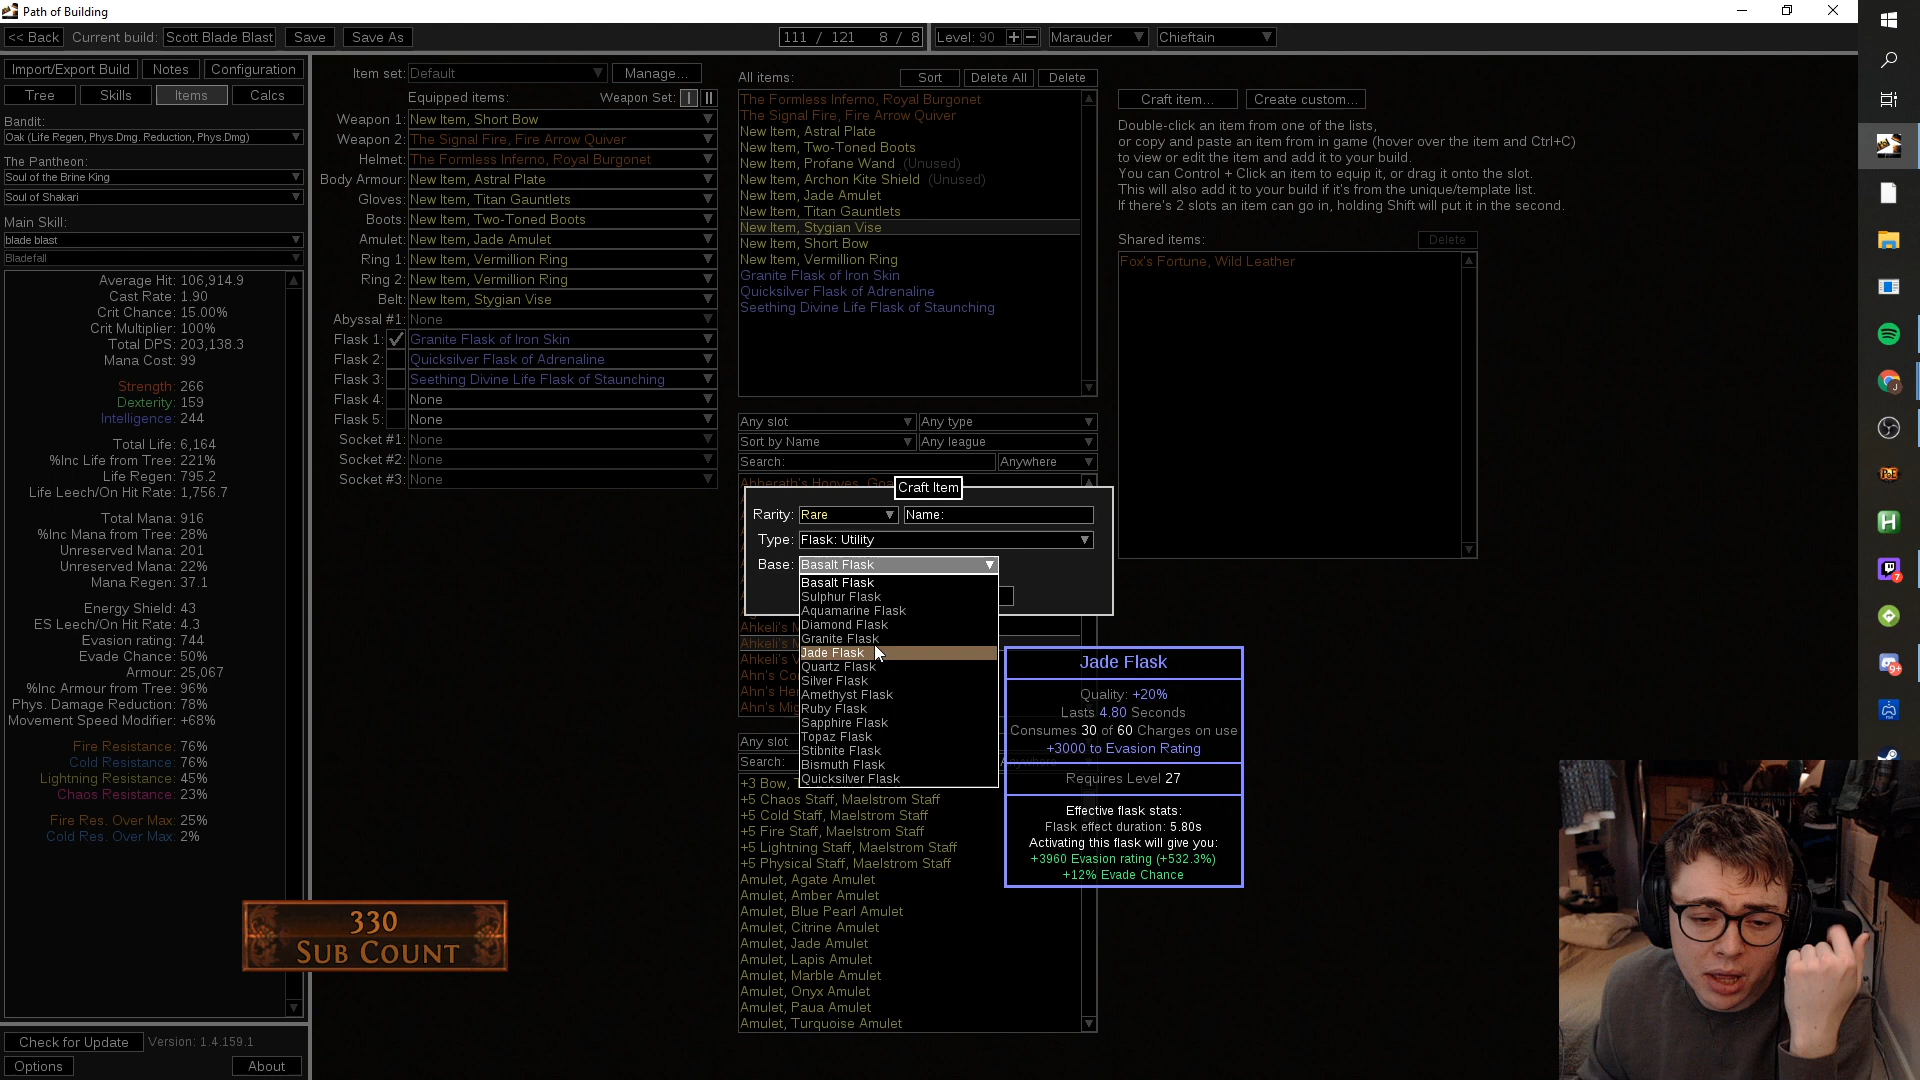 Path of Building
<< Back
Current build: Scott Blade Blast
Save
Save As
111 / 121 8 / 8
Level: 90
+
−
Marauder
Chieftain
Import/Export Build
Notes
Configuration
Tree
Skills
Items
Calcs
Bandit:
Oak (Life Regen, Phys.Dmg. Reduction, Phys.Dmg)
The Pantheon:
Soul of the Brine King
Soul of Shakari
Main Skill:
blade blast
Bladefall
Average Hit: 106,914.9
Cast Rate: 1.90
Crit Chance: 15.00%
Crit Multiplier: 100%
Total DPS: 203,138.3
Mana Cost: 99
Strength: 266
Dexterity: 159
Intelligence: 244
Total Life: 6,164
%Inc Life from Tree: 221%
Life Regen: 795.2
Life Leech/On Hit Rate: 1,756.7
Total Mana: 916
%Inc Mana from Tree: 28%
Unreserved Mana: 201
Unreserved Mana: 22%
Mana Regen: 37.1
Energy Shield: 43
ES Leech/On Hit Rate: 4.3
Evasion rating: 744
Evade Chance: 50%
Armour: 25,067
%Inc Armour from Tree: 96%
Phys. Damage Reduction: 78%
Movement Speed Modifier: +68%
Fire Resistance: 76%
Cold Resistance: 76%
Lightning Resistance: 45%
Chaos Resistance: 23%
Fire Res. Over Max: 25%
Cold Res. Over Max: 2%
330
SUB COUNT
Check for Update
Version: 1.4.159.1
Options
About
Item set: Default
Manage...
Equipped items:
Weapon Set: I II
Weapon 1: New Item, Short Bow
Weapon 2: The Signal Fire, Fire Arrow Quiver
Helmet: The Formless Inferno, Royal Burgonet
Body Armour: New Item, Astral Plate
Gloves: New Item, Titan Gauntlets
Boots: New Item, Two-Toned Boots
Amulet: New Item, Jade Amulet
Ring 1: New Item, Vermillion Ring
Ring 2: New Item, Vermillion Ring
Belt: New Item, Stygian Vise
Abyssal #1: None
Flask 1: Granite Flask of Iron Skin
Flask 2: Quicksilver Flask of Adrenaline
Flask 3: Seething Divine Life Flask of Staunching
Flask 4: None
Flask 5: None
Socket #1: None
Socket #2: None
Socket #3: None
All items:
Sort
Delete All
Delete
The Formless Inferno, Royal Burgonet
The Signal Fire, Fire Arrow Quiver
New Item, Astral Plate
New Item, Two-Toned Boots
New Item, Profane Wand (Unused)
New Item, Archon Kite Shield (Unused)
New Item, Jade Amulet
New Item, Titan Gauntlets
New Item, Stygian Vise
New Item, Short Bow
New Item, Vermillion Ring
Granite Flask of Iron Skin
Quicksilver Flask of Adrenaline
Seething Divine Life Flask of Staunching
Any slot
Any type
Sort by Name
Any league
Search:
Anywhere
Abberath's Hooves, Goa
Craft Item
Rarity: Rare
Name:
Type: Flask: Utility
Base: Basalt Flask
Basalt Flask
Sulphur Flask
Aquamarine Flask
Diamond Flask
Granite Flask
Jade Flask
Quartz Flask
Silver Flask
Amethyst Flask
Ruby Flask
Sapphire Flask
Topaz Flask
Stibnite Flask
Bismuth Flask
Quicksilver Flask
Ahkeli's M
Ahkeli's M
Ahkeli's V
Ahn's Co
Ahn's He
Ahn's Mig
Any slot
Search:
Anywhere
+3 Bow, T
+5 Chaos Staff, Maelstrom Staff
+5 Cold Staff, Maelstrom Staff
+5 Fire Staff, Maelstrom Staff
+5 Lightning Staff, Maelstrom Staff
+5 Physical Staff, Maelstrom Staff
Amulet, Agate Amulet
Amulet, Amber Amulet
Amulet, Blue Pearl Amulet
Amulet, Citrine Amulet
Amulet, Jade Amulet
Amulet, Lapis Amulet
Amulet, Marble Amulet
Amulet, Onyx Amulet
Amulet, Paua Amulet
Amulet, Turquoise Amulet
Jade Flask
Quality: +20%
Lasts 4.80 Seconds
Consumes 30 of 60 Charges on use
+3000 to Evasion Rating
Requires Level 27
Effective flask stats:
Flask effect duration: 5.80s
Activating this flask will give you:
+3960 Evasion rating (+532.3%)
+12% Evade Chance
Craft item...
Create custom...
Double-click an item from one of the lists,
or copy and paste an item from in game (hover over the item and Ctrl+C)
to view or edit the item and add it to your build.
You can Control + Click an item to equip it, or drag it onto the slot.
This will also add it to your build if it's from the unique/template list.
If there's 2 slots an item can go in, holding Shift will put it in the second.
Shared items:
Delete
Fox's Fortune, Wild Leather
J
PoE
H
7
9+